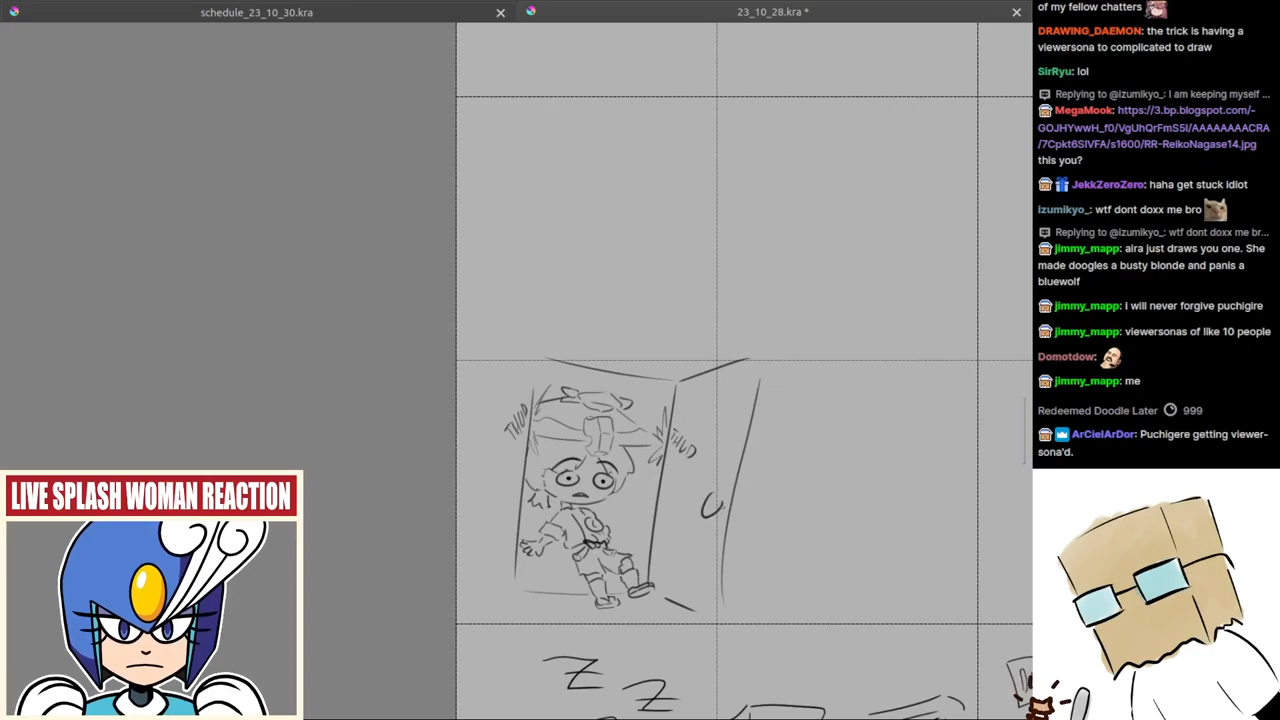 schedule_23_10_30.kra
23_10_28.kra *
of my fellow chatters
DRAWING_DAEMON: the trick is having a
viewersona to complicated to draw
SirRyu: lol
Replying to @izumikyo_: I am keeping myself ...
MegaMook: https://3.bp.blogspot.com/-
GOJHYwwH_f0/VgUhQrFmS5I/AAAAAAAACRA
/7Cpkt6SIVFA/s1600/RR-ReikoNagase14.jpg
this you?
JekkZeroZero: haha get stuck idiot
izumikyo_: wtf dont doxx me bro
Replying to @izumikyo_: wtf dont doxx me br...
jimmy_mapp: aira just draws you one. She
made doogles a busty blonde and panis a
bluewolf
jimmy_mapp: i will never forgive puchigire
jimmy_mapp: viewersonas of like 10 people
Domotdow:
jimmy_mapp: me
Redeemed Doodle Later 999
ArCielArDor: Puchigere getting viewer-
sona'd.
THUD
THUD
Z
Z
LIVE SPLASH WOMAN REACTION